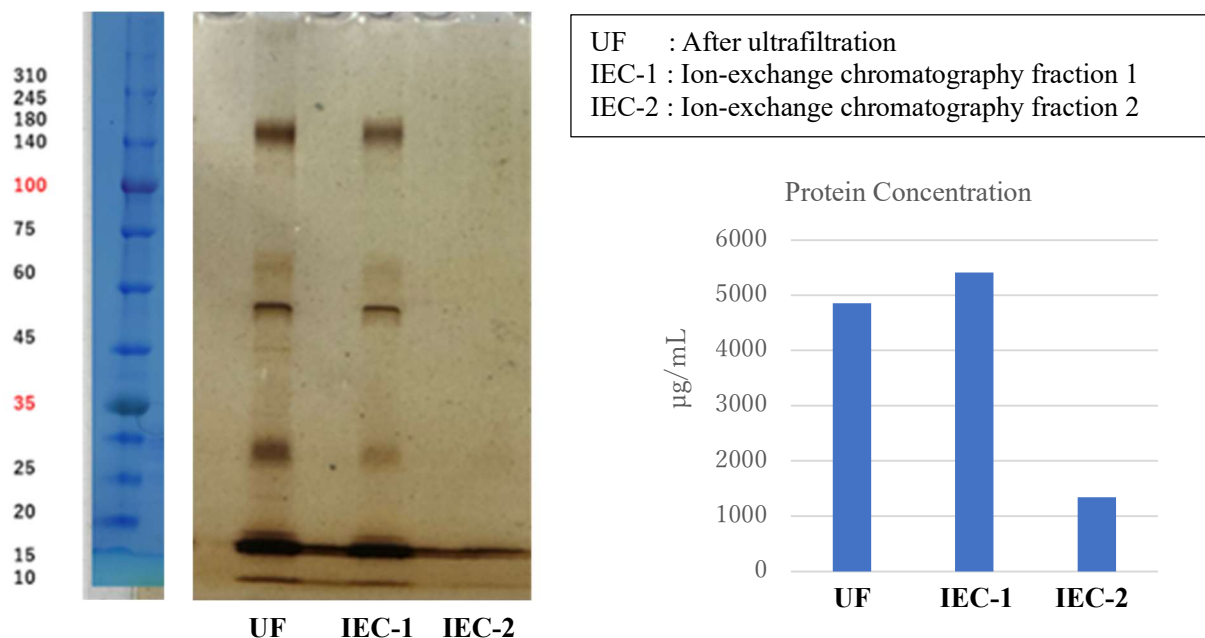 310
245
180
140
100
75
60
45
35
25
20
15
10
UF IEC-1 IEC-2
UF : After ultrafiltration
IEC-1 : Ion-exchange chromatography fraction 1
IEC-2 : Ion-exchange chromatography fraction 2
Protein Concentration
µg/mL
6000
5000
4000
3000
2000
1000
0
UF IEC-1 IEC-2